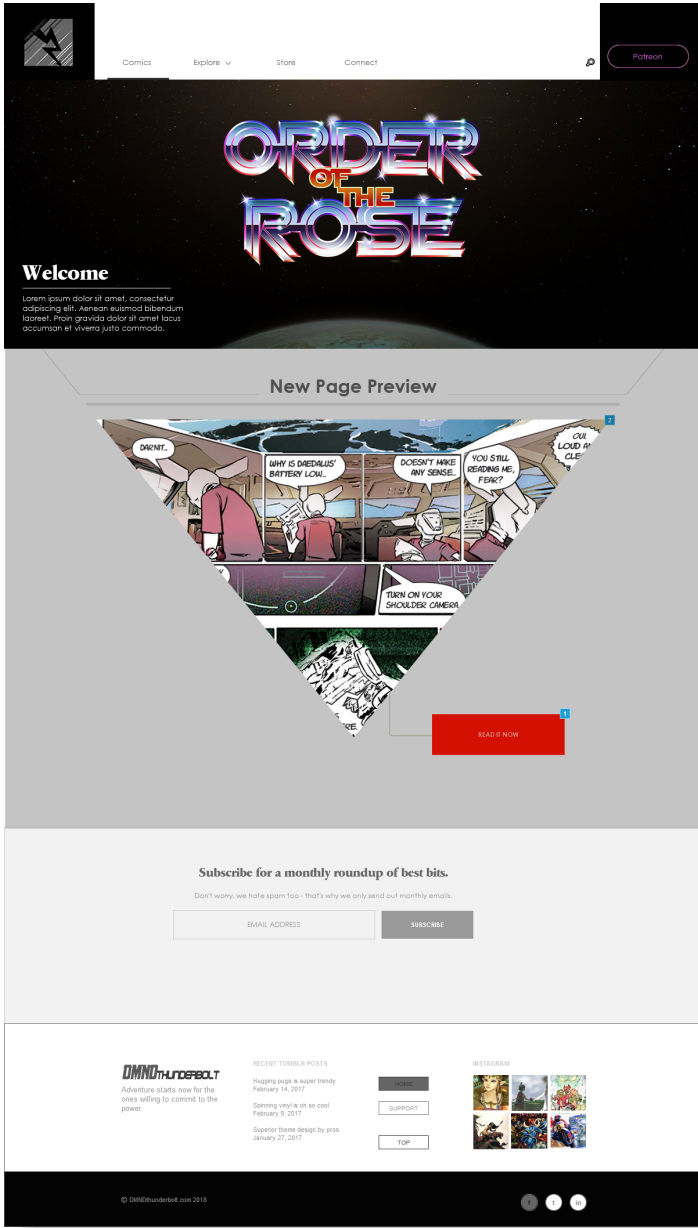 Comics
Explore
Store
Connect
Patreon
ORDER
OF
THE
ROSE
Welcome
Lorem ipsum dolor sit amet, consectetur
adipiscing elit. Aenean euismod bibendum
laoreet. Proin gravida dolor sit amet lacus
accumsan et viverra justo commodo.
New Page Preview
2
DARNIT..
WHY IS DAEDALUS'
BATTERY LOW..
DOESN'T MAKE
ANY SENSE..
YOU STILL
READING ME,
FEAR?
LOUD
TURN ON YOUR
SHOULDER CAMERA
1
READ IT NOW
Subscribe for a monthly roundup of best bits.
Don't worry, we hate spam too - that's why we only send out monthly emails.
EMAIL ADDRESS
SUBSCRIBE
DMNDTHUNDERBOLT
Adventure starts now for the
ones willing to commit to the
power.
RECENT TUMBLR POSTS
Hugging pugs is super trendy
February 14, 2017
Spinning vinyl is oh so cool
February 9, 2017
Superior theme design by pros
January 27, 2017
HOME
SUPPORT
TOP
INSTAGRAM
© DMNDthunderbolt.com 2018
f
t
in